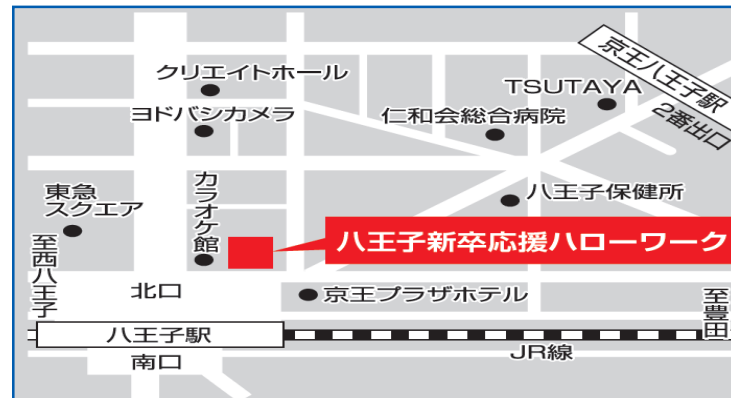 クリエイトホール
ヨドバシカメラ
TSUTAYA
仁和会総合病院
京王八王子駅
2番出口
東急
スクエア
カラオケ館
八王子保健所
八王子新卒応援ハローワーク
至西八王子
北口
京王プラザホテル
至豊田
八王子駅
JR線
南口